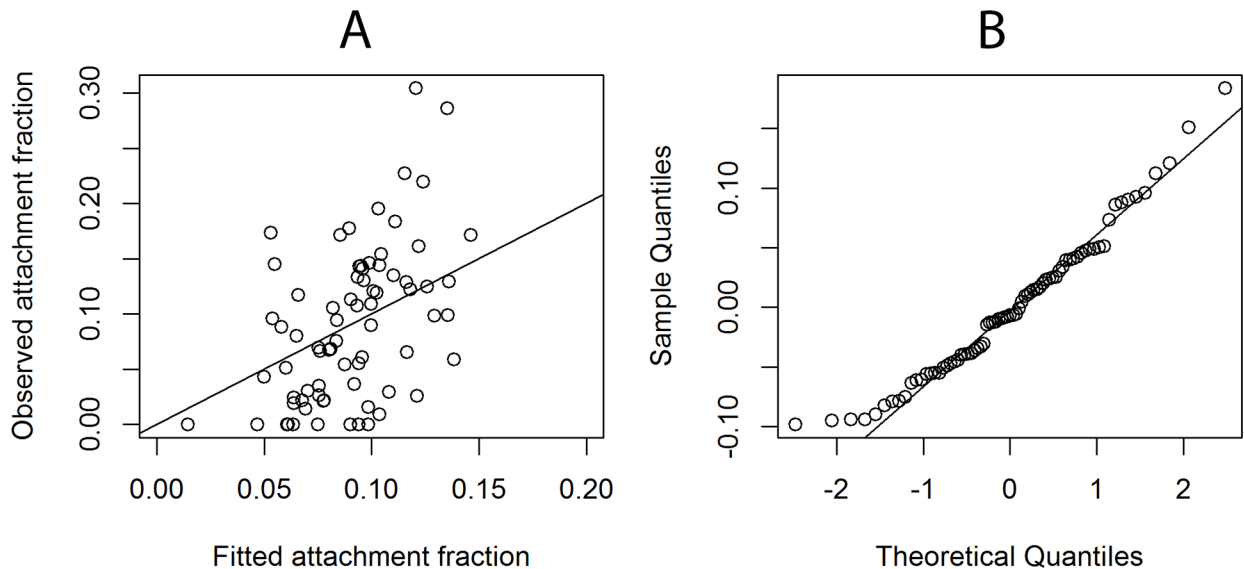 A
Observed attachment fraction
0.30
0.20
0.10
0.00
0.00 0.05 0.10 0.15 0.20
Fitted attachment fraction
B
Sample Quantiles
0.10
0.00
-0.10
-2 -1 0 1 2
Theoretical Quantiles